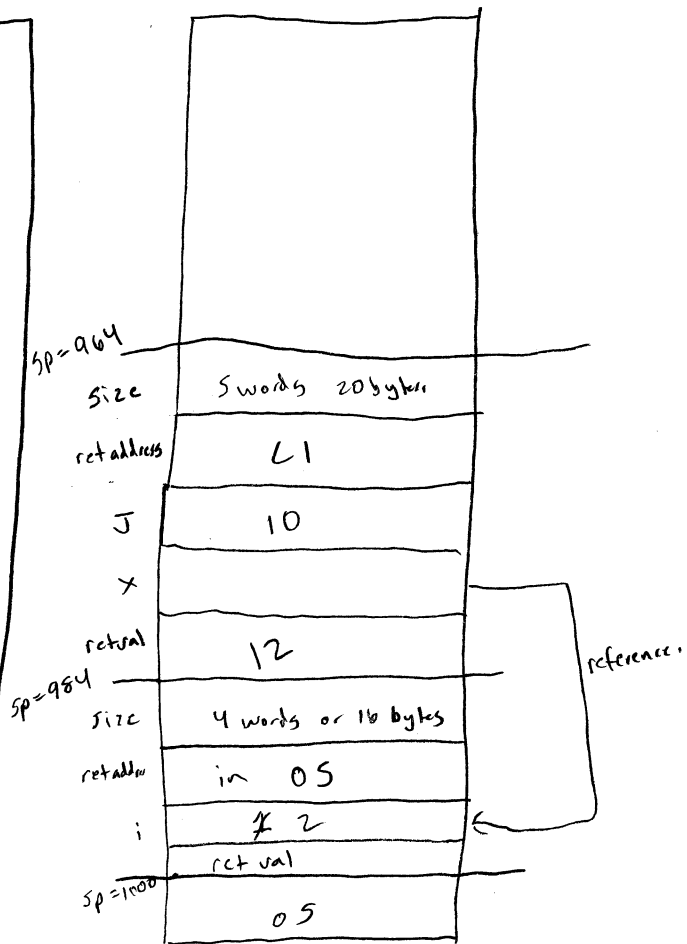 sp=964
size 5 words 20 bytes
ret address L1
J 10
X
retval 12
reference.
sp=984
size 4 words or 16 bytes
ret addr in OS
i 1 2
ret val
sp=1000
OS